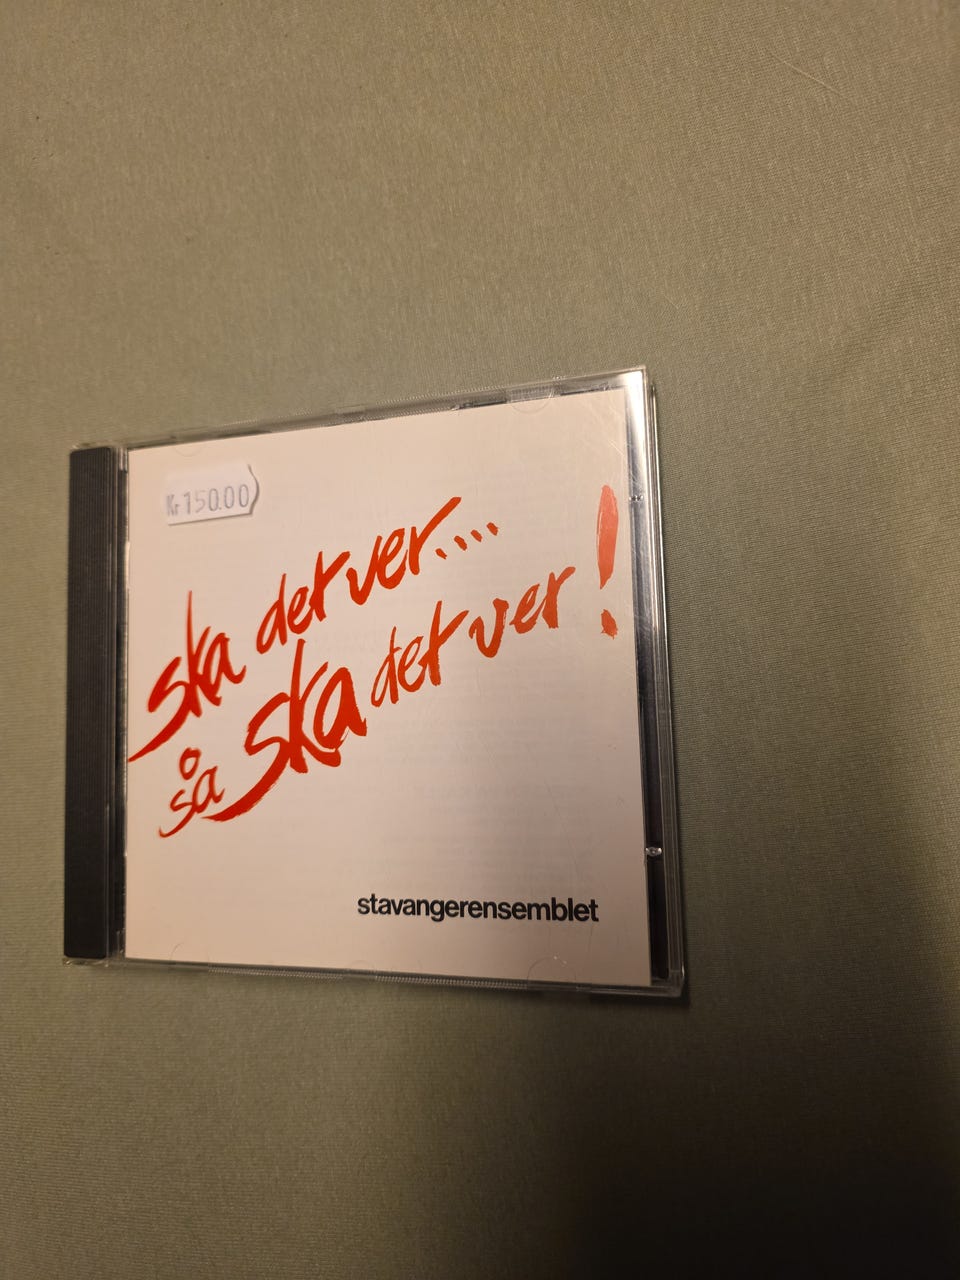 Kr 150.00
ska det ver....
så ska det ver!
stavangerensemblet